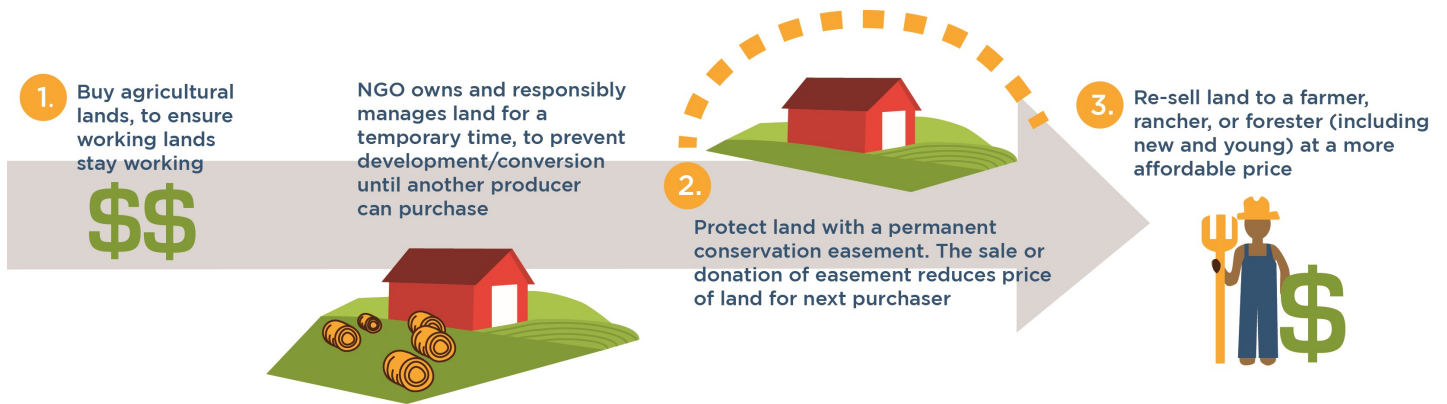 1.
Buy agricultural
lands, to ensure
working lands
stay working
$$
NGO owns and responsibly
manages land for a
temporary time, to prevent
development/conversion
until another producer
can purchase
2.
Protect land with a permanent
conservation easement. The sale or
donation of easement reduces price
of land for next purchaser
3.
Re-sell land to a farmer,
rancher, or forester (including
new and young) at a more
affordable price
$